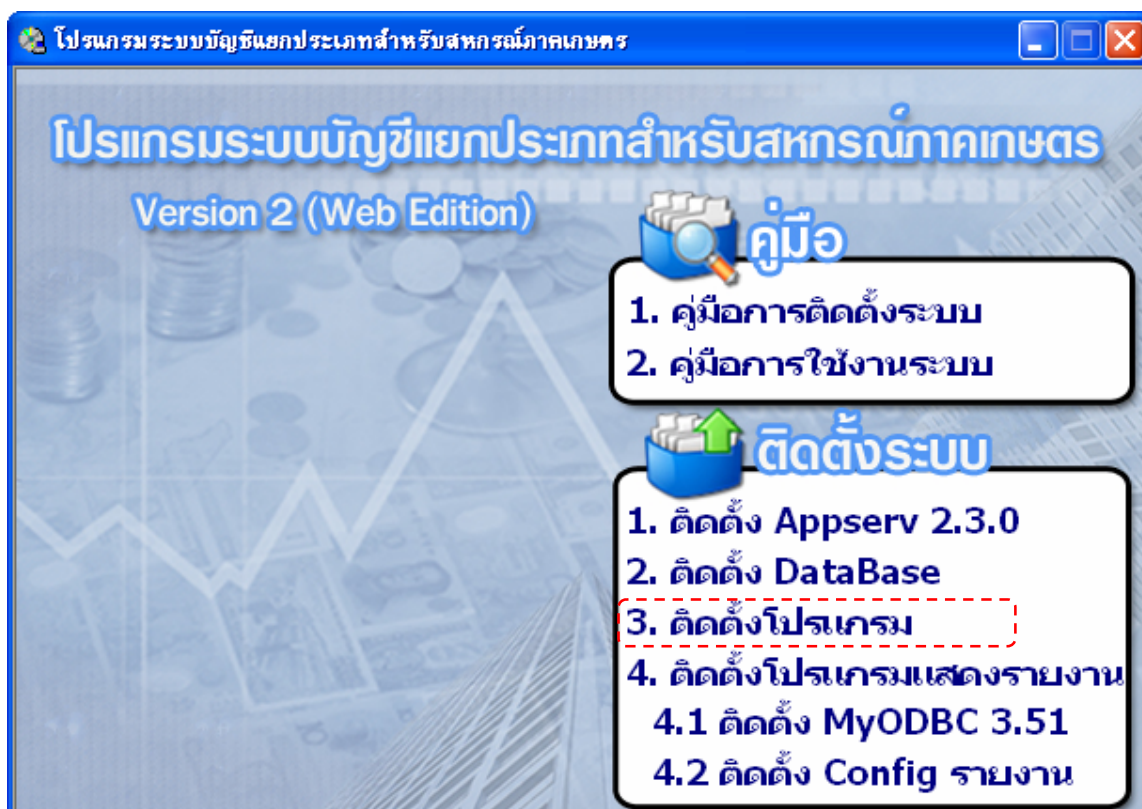 โปรแกรมระบบบัญชีแยกประเภทสำหรับสหกรณ์ภาคเกษตร
โปรแกรมระบบบัญชีแยกประเภทสำหรับสหกรณ์ภาคเกษตร
Version 2 (Web Edition)
คู่มือ
1. คู่มือการติดตั้งระบบ
2. คู่มือการใช้งานระบบ
ติดตั้งระบบ
1. ติดตั้ง Appserv 2.3.0
2. ติดตั้ง DataBase
3. ติดตั้งโปรแกรม
4. ติดตั้งโปรแกรมแสดงรายงาน
4.1 ติดตั้ง MyODBC 3.51
4.2 ติดตั้ง Config รายงาน